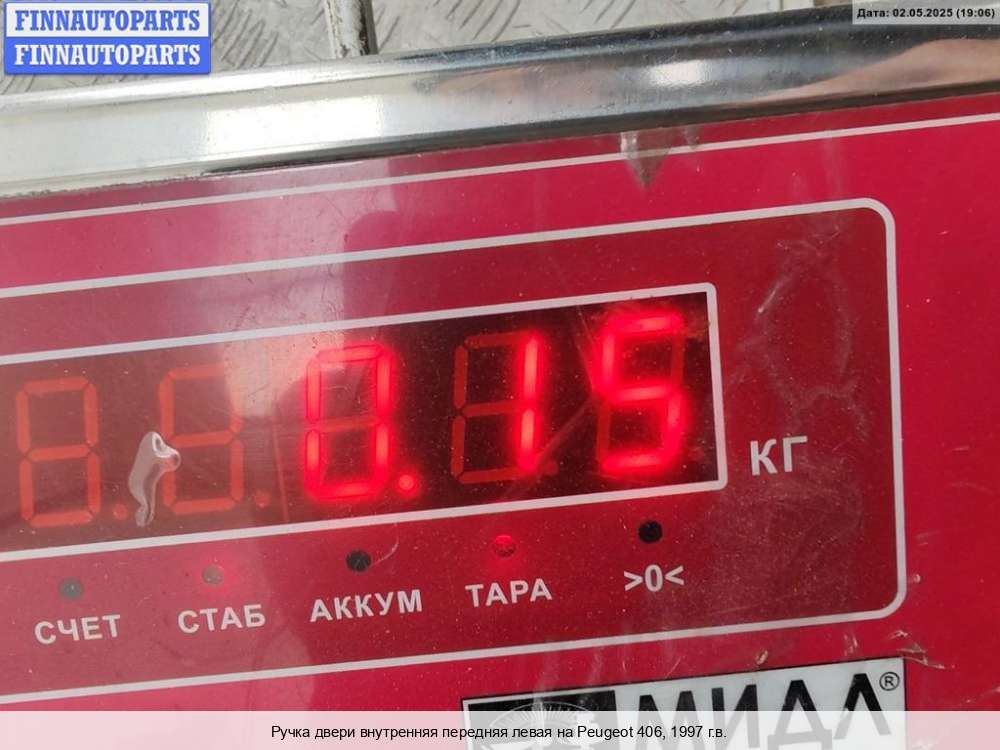 FINNAUTOPARTS
FINNAUTOPARTS
Дата: 02.05.2025 (19:06)
0.15
КГ
СЧЕТ СТАБ АККУМ ТАРА >0<
МИДЛ®
Ручка двери внутренняя передняя левая на Peugeot 406, 1997 г.в.